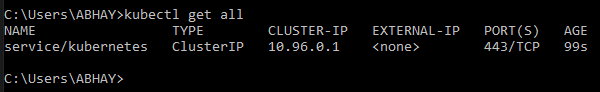 C:\Users\ABHAY>kubectl get all
NAME TYPE CLUSTER-IP EXTERNAL-IP PORT(S) AGE
service/kubernetes ClusterIP 10.96.0.1 <none> 443/TCP 99s
C:\Users\ABHAY>